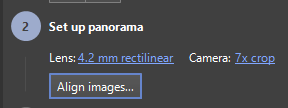 2 Set up panorama
Lens: 4.2 mm rectilinear Camera: 7x crop
Align images...